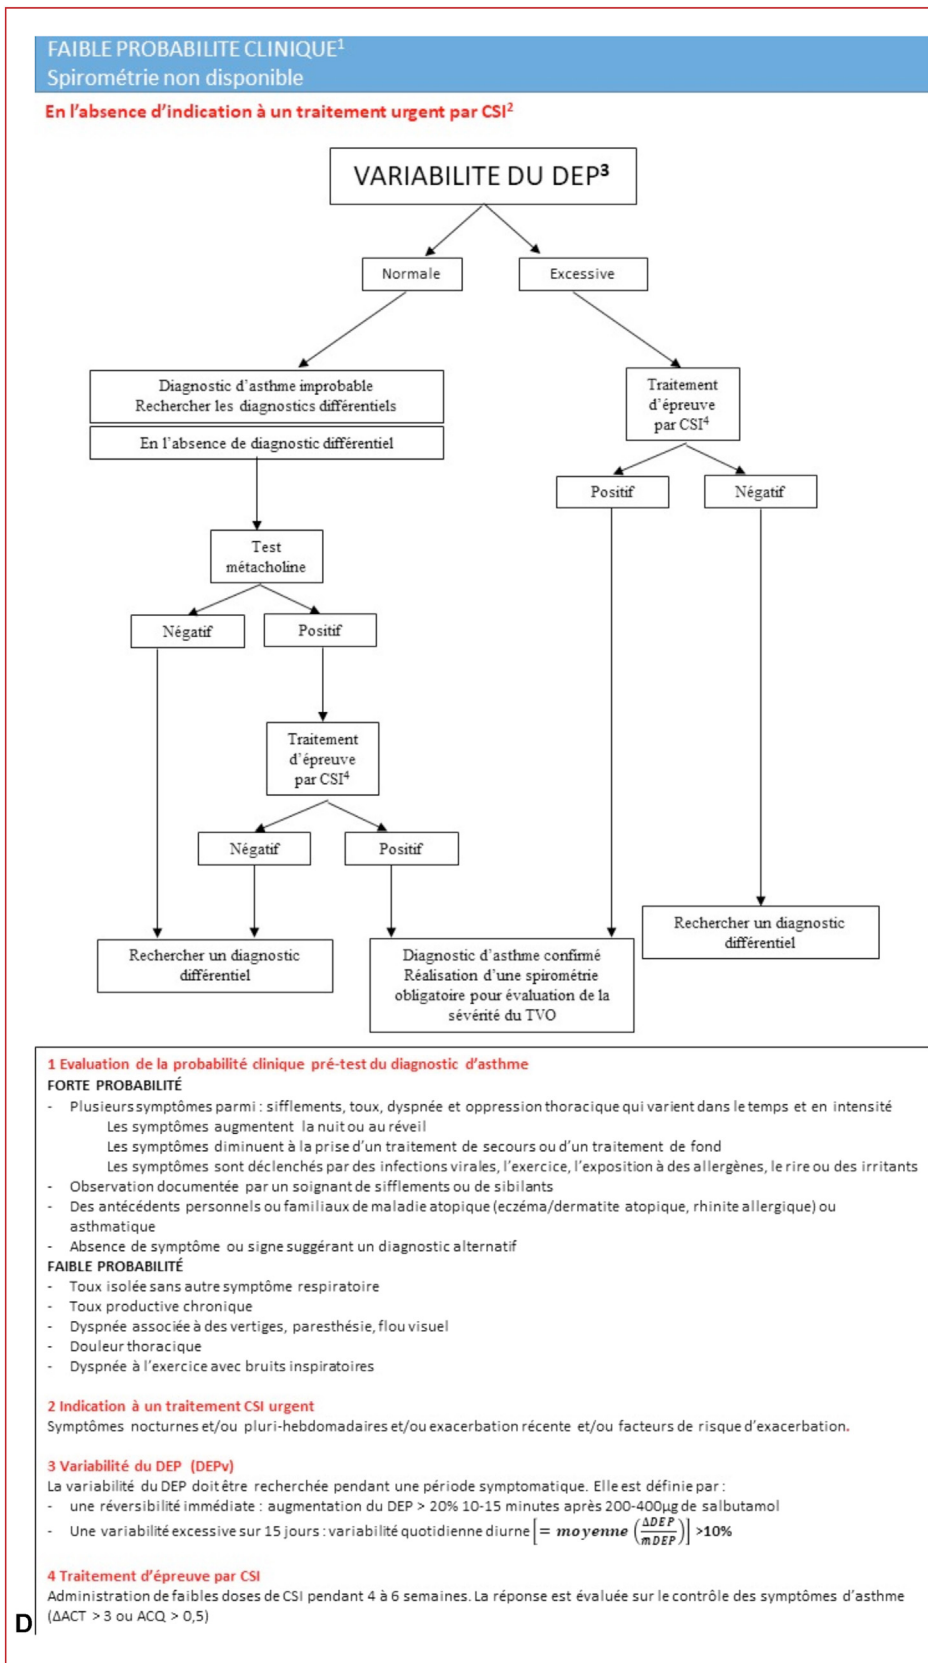 FAIBLE PROBABILITE CLINIQUE¹
Spirométrie non disponible
En l'absence d'indication à un traitement urgent par CSI²
VARIABILITE DU DEP³
Normale
Excessive
Diagnostic d'asthme improbable
Rechercher les diagnostics différentiels
En l'absence de diagnostic différentiel
Traitement
d'épreuve
par CSI⁴
Positif
Négatif
Test
métacholine
Négatif
Positif
Traitement
d'épreuve
par CSI⁴
Négatif
Positif
Rechercher un diagnostic
différentiel
Diagnostic d'asthme confirmé
Réalisation d'une spirométrie
obligatoire pour évaluation de la
sévérité du TVO
Rechercher un diagnostic
différentiel
1 Evaluation de la probabilité clinique pré-test du diagnostic d'asthme
FORTE PROBABILITÉ
- Plusieurs symptômes parmi : sifflements, toux, dyspnée et oppression thoracique qui varient dans le temps et en intensité
Les symptômes augmentent la nuit ou au réveil
Les symptômes diminuent à la prise d'un traitement de secours ou d'un traitement de fond
Les symptômes sont déclenchés par des infections virales, l'exercice, l'exposition à des allergènes, le rire ou des irritants
- Observation documentée par un soignant de sifflements ou de sibilants
- Des antécédents personnels ou familiaux de maladie atopique (eczéma/dermatite atopique, rhinite allergique) ou
asthmatique
- Absence de symptôme ou signe suggérant un diagnostic alternatif
FAIBLE PROBABILITÉ
- Toux isolée sans autre symptôme respiratoire
- Toux productive chronique
- Dyspnée associée à des vertiges, paresthésie, flou visuel
- Douleur thoracique
- Dyspnée à l'exercice avec bruits inspiratoires
2 Indication à un traitement CSI urgent
Symptômes nocturnes et/ou pluri-hebdomadaires et/ou exacerbation récente et/ou facteurs de risque d'exacerbation.
3 Variabilité du DEP (DEPv)
La variabilité du DEP doit être recherchée pendant une période symptomatique. Elle est définie par :
- une réversibilité immédiate : augmentation du DEP > 20% 10-15 minutes après 200-400µg de salbutamol
- Une variabilité excessive sur 15 jours : variabilité quotidienne diurne [= moyenne (ΔDEP/mDEP)] >10%
4 Traitement d'épreuve par CSI
Administration de faibles doses de CSI pendant 4 à 6 semaines. La réponse est évaluée sur le contrôle des symptômes d'asthme
(ΔACT > 3 ou ACQ > 0,5)
D